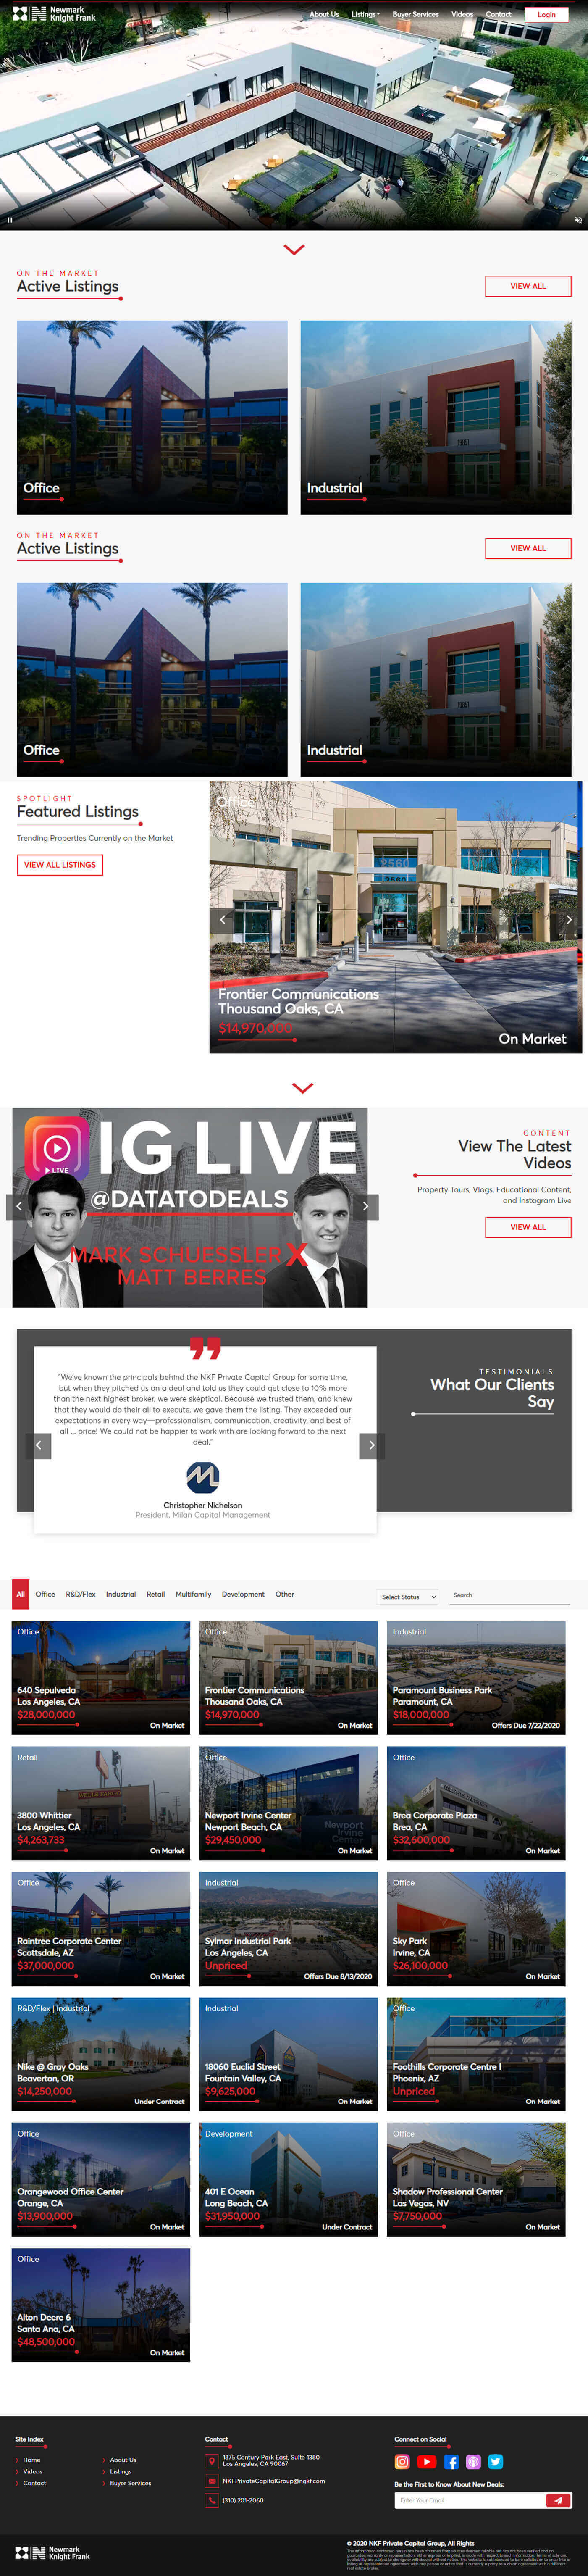 Newmark
Knight Frank
About Us Listings Buyer Services Videos Contact Login
ON THE MARKET
Active Listings
VIEW ALL
Office
Industrial
ON THE MARKET
Active Listings
VIEW ALL
Office
Industrial
SPOTLIGHT
Featured Listings
Trending Properties Currently on the Market
VIEW ALL LISTINGS
Office
2560
Frontier Communications
Thousand Oaks, CA
$14,970,000
On Market
LIVE
IG LIVE
@DATATODEALS
MARK SCHUESSLER X
MATT BERRES
CONTENT
View The Latest
Videos
Property Tours, Vlogs, Educational Content,
and Instagram Live
VIEW ALL
"We've known the principals behind the NKF Private Capital Group for some time,
but when they pitched us on a deal and told us they could get close to 10% more
than the next highest broker, we were skeptical. Because we trusted them, and knew
that they would do their all to execute, we gave them the listing. They exceeded our
expectations in every way—professionalism, communication, creativity, and best of
all ... price! We could not be happier to work with are looking forward to the next
deal."
Christopher Nichelson
President, Milan Capital Management
TESTIMONIALS
What Our Clients
Say
All Office R&D/Flex Industrial Retail Multifamily Development Other
Select Status
Search
Office
640 Sepulveda
Los Angeles, CA
$28,000,000
On Market
Office
Frontier Communications
Thousand Oaks, CA
$14,970,000
On Market
Industrial
Paramount Business Park
Paramount, CA
$18,000,000
Offers Due 7/22/2020
Retail
3800 Whittier
Los Angeles, CA
$4,263,733
On Market
Office
Newport Irvine Center
Newport Beach, CA
$29,450,000
Newport
Irvine
Center
On Market
Office
Brea Corporate Plaza
Brea, CA
$32,600,000
On Market
Office
Raintree Corporate Center
Scottsdale, AZ
$37,000,000
On Market
Industrial
Sylmar Industrial Park
Los Angeles, CA
Unpriced
Offers Due 8/13/2020
Office
Sky Park
Irvine, CA
$26,100,000
On Market
R&D/Flex | Industrial
Nike @ Gray Oaks
Beaverton, OR
$14,250,000
Under Contract
Industrial
18060 Euclid Street
Fountain Valley, CA
$9,625,000
On Market
Office
Foothills Corporate Centre I
Phoenix, AZ
Unpriced
On Market
Office
Orangewood Office Center
Orange, CA
$13,900,000
On Market
Development
401 E Ocean
Long Beach, CA
$31,950,000
Under Contract
Office
Shadow Professional Center
Las Vegas, NV
$7,750,000
On Market
Office
Alton Deere 6
Santa Ana, CA
$48,500,000
On Market
Site Index
Home
Videos
Contact
About Us
Listings
Buyer Services
Contact
1875 Century Park East, Suite 1380
Los Angeles, CA 90067
NKFPrivateCapitalGroup@ngkf.com
(310) 201-2060
Connect on Social
Be the First to Know About New Deals:
Enter Your Email
Newmark
Knight Frank
© 2020 NKF Private Capital Group, All Rights